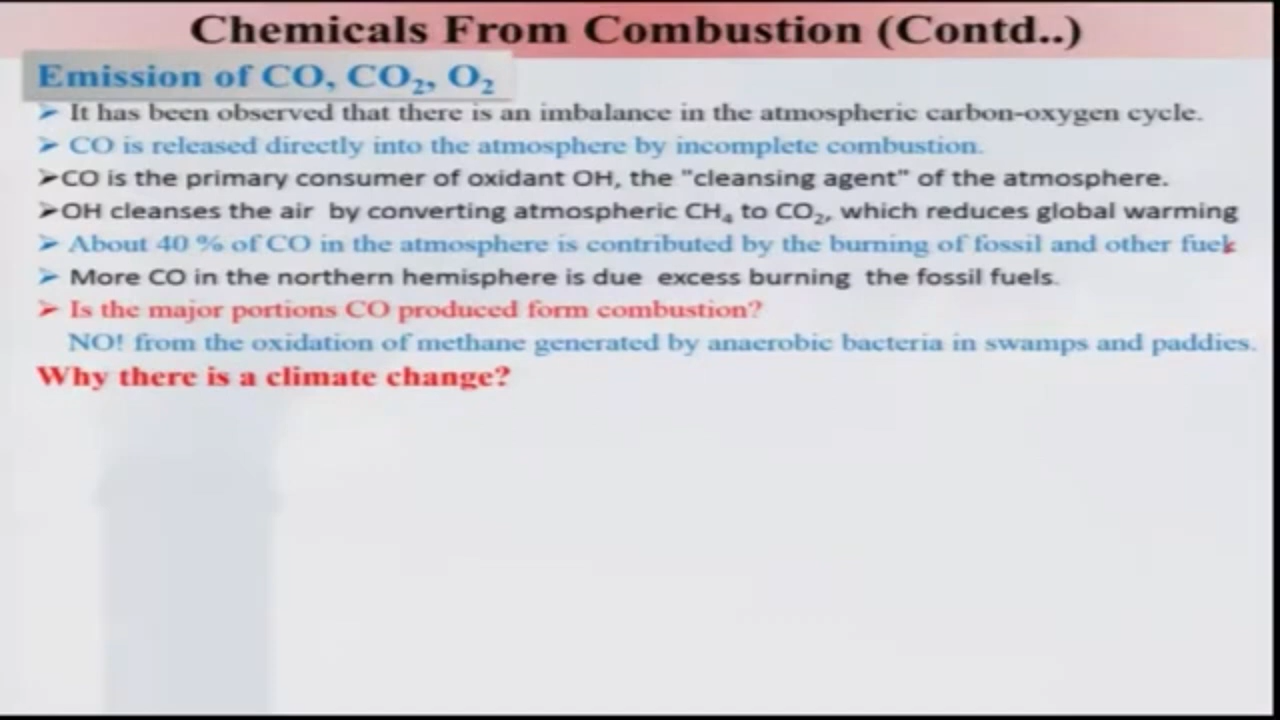 Chemicals From Combustion (Contd..)
Emission of CO, CO₂, O₂
➢ It has been observed that there is an imbalance in the atmospheric carbon-oxygen cycle.
➢ CO is released directly into the atmosphere by incomplete combustion.
➢CO is the primary consumer of oxidant OH, the "cleansing agent" of the atmosphere.
➢OH cleanses the air by converting atmospheric CH₄ to CO₂, which reduces global warming
➢ About 40 % of CO in the atmosphere is contributed by the burning of fossil and other fuels
➢ More CO in the northern hemisphere is due excess burning the fossil fuels.
➢ Is the major portions CO produced form combustion?
NO! from the oxidation of methane generated by anaerobic bacteria in swamps and paddies.
Why there is a climate change?